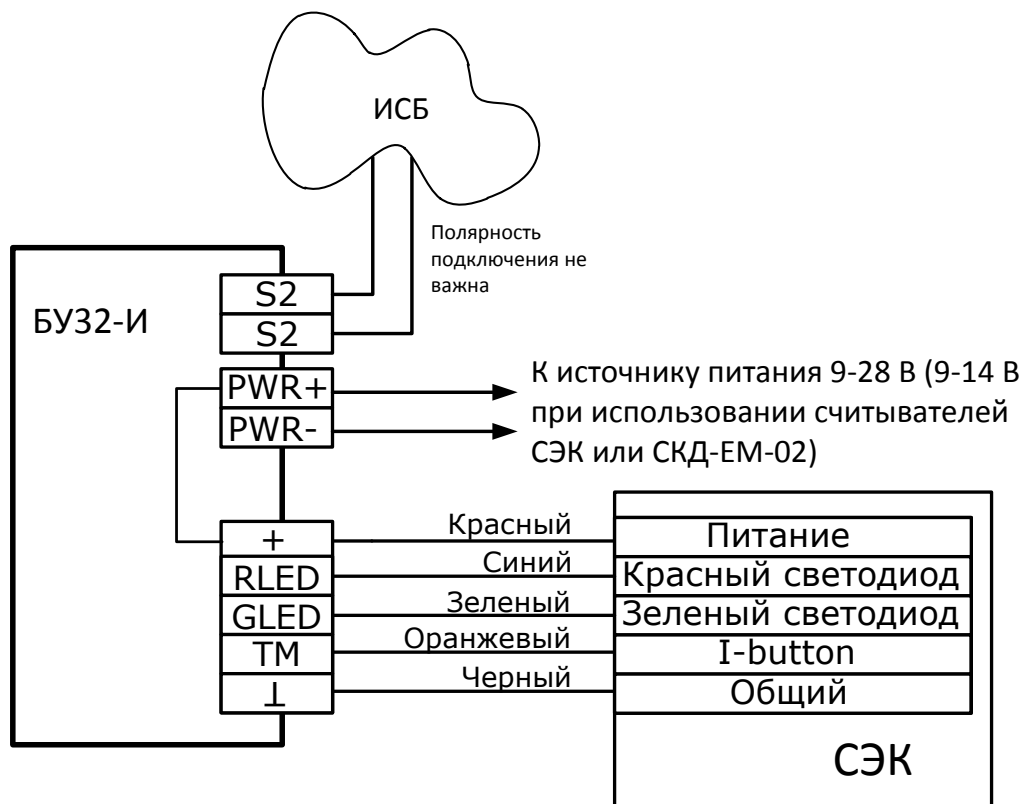 ИСБ
Полярность
подключения не
важна
БУ32-И
S2
S2
PWR+
PWR-
К источнику питания 9-28 В (9-14 В
при использовании считывателей
СЭК или СКД-ЕМ-02)
+
RLED
GLED
TM
⊥
Красный
Синий
Зеленый
Оранжевый
Черный
Питание
Красный светодиод
Зеленый светодиод
I-button
Общий
СЭК